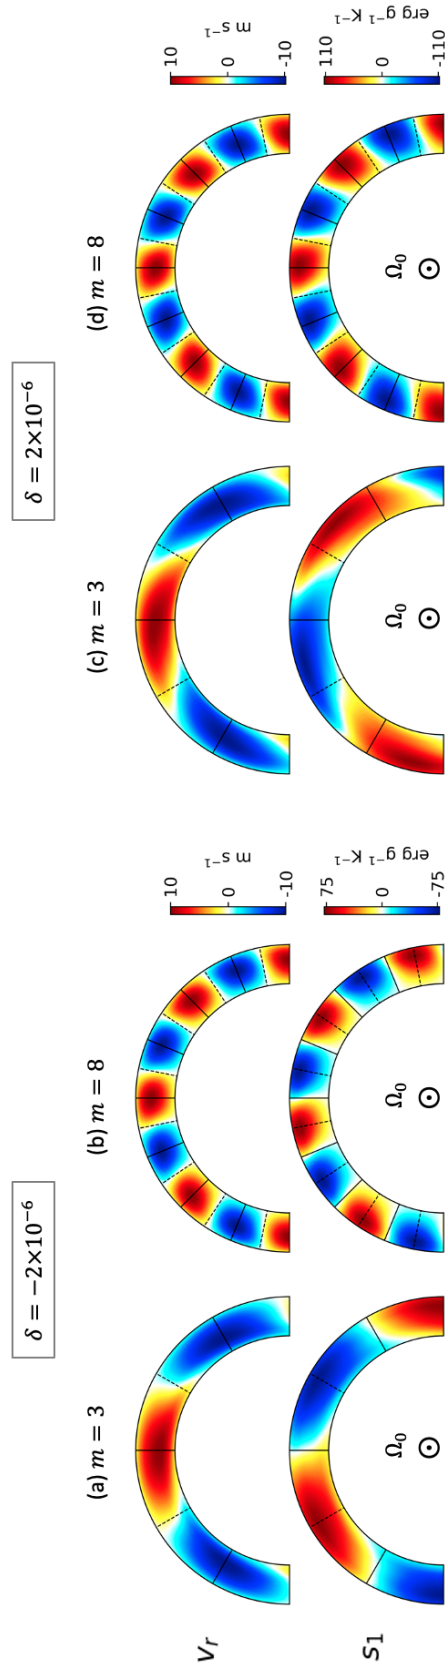 δ = −2×10⁻⁶
δ = 2×10⁻⁶
(a) m = 3
(b) m = 8
(c) m = 3
(d) m = 8
v_r
10
0
-10
m s⁻¹
10
0
-10
m s⁻¹
s₁
Ω₀
Ω₀
75
0
-75
erg g⁻¹ K⁻¹
Ω₀
Ω₀
110
0
-110
erg g⁻¹ K⁻¹